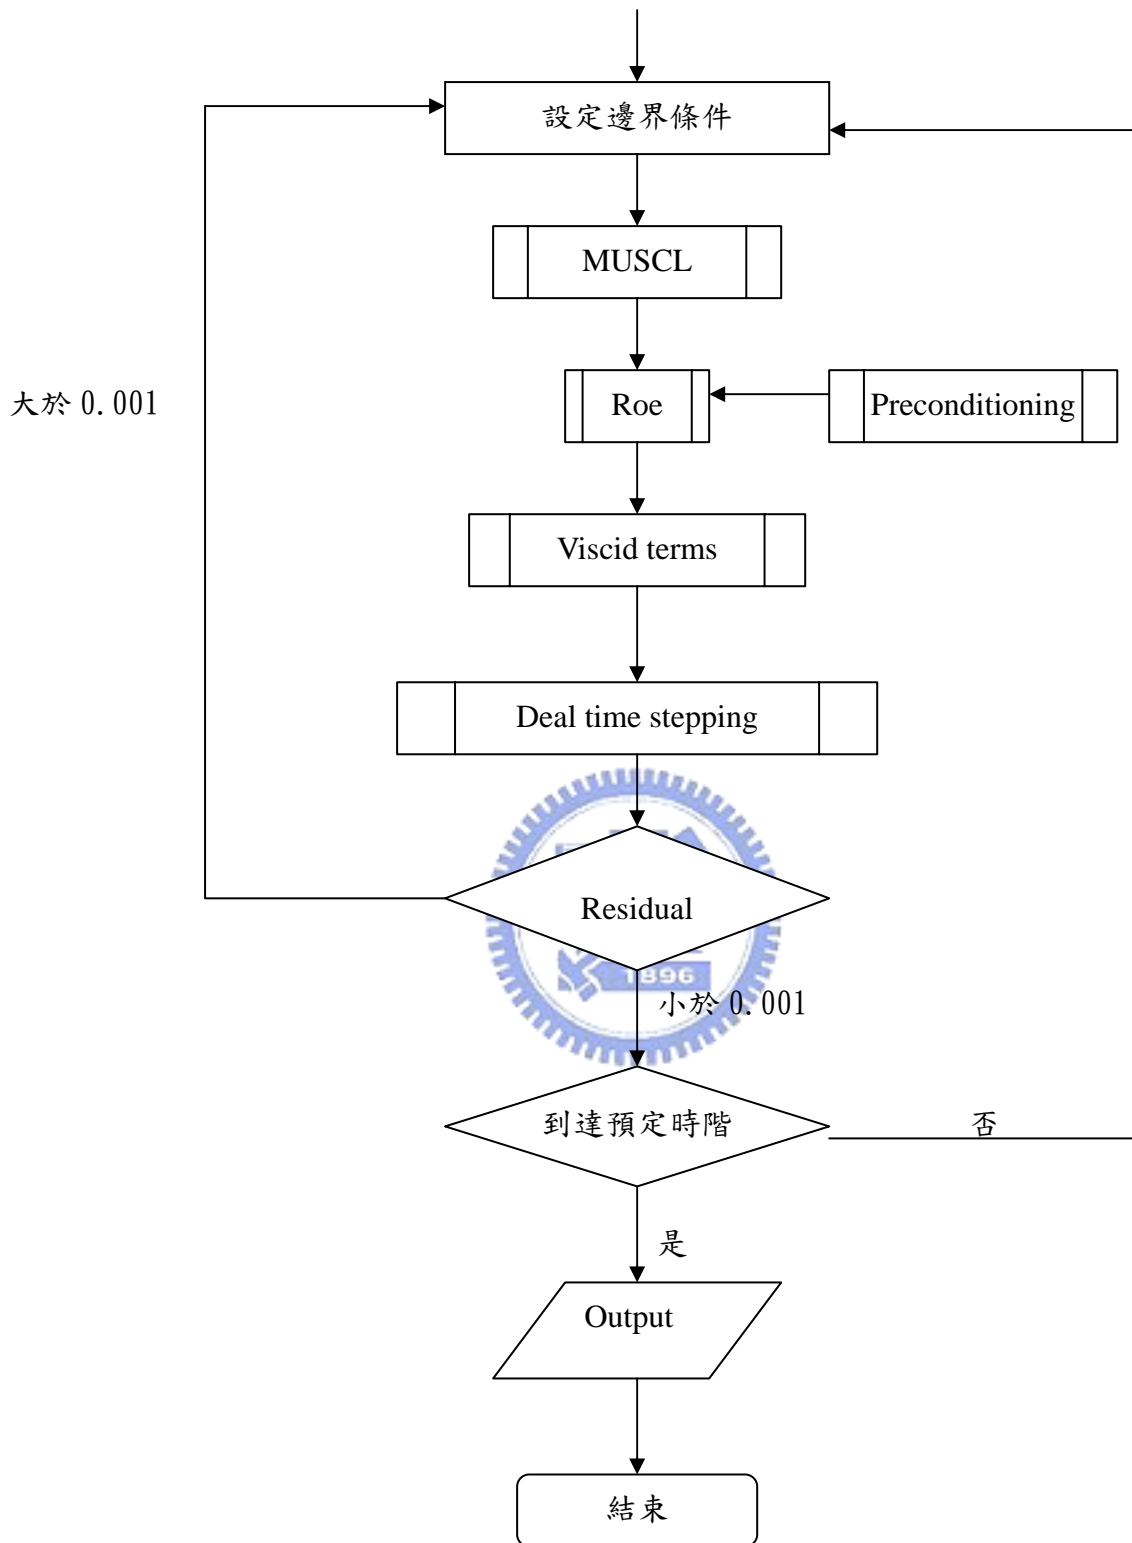 設定邊界條件
MUSCL
大於 0.001
Roe
Preconditioning
Viscid terms
Deal time stepping
Residual
1896
小於 0.001
到達預定時階
否
是
Output
結束